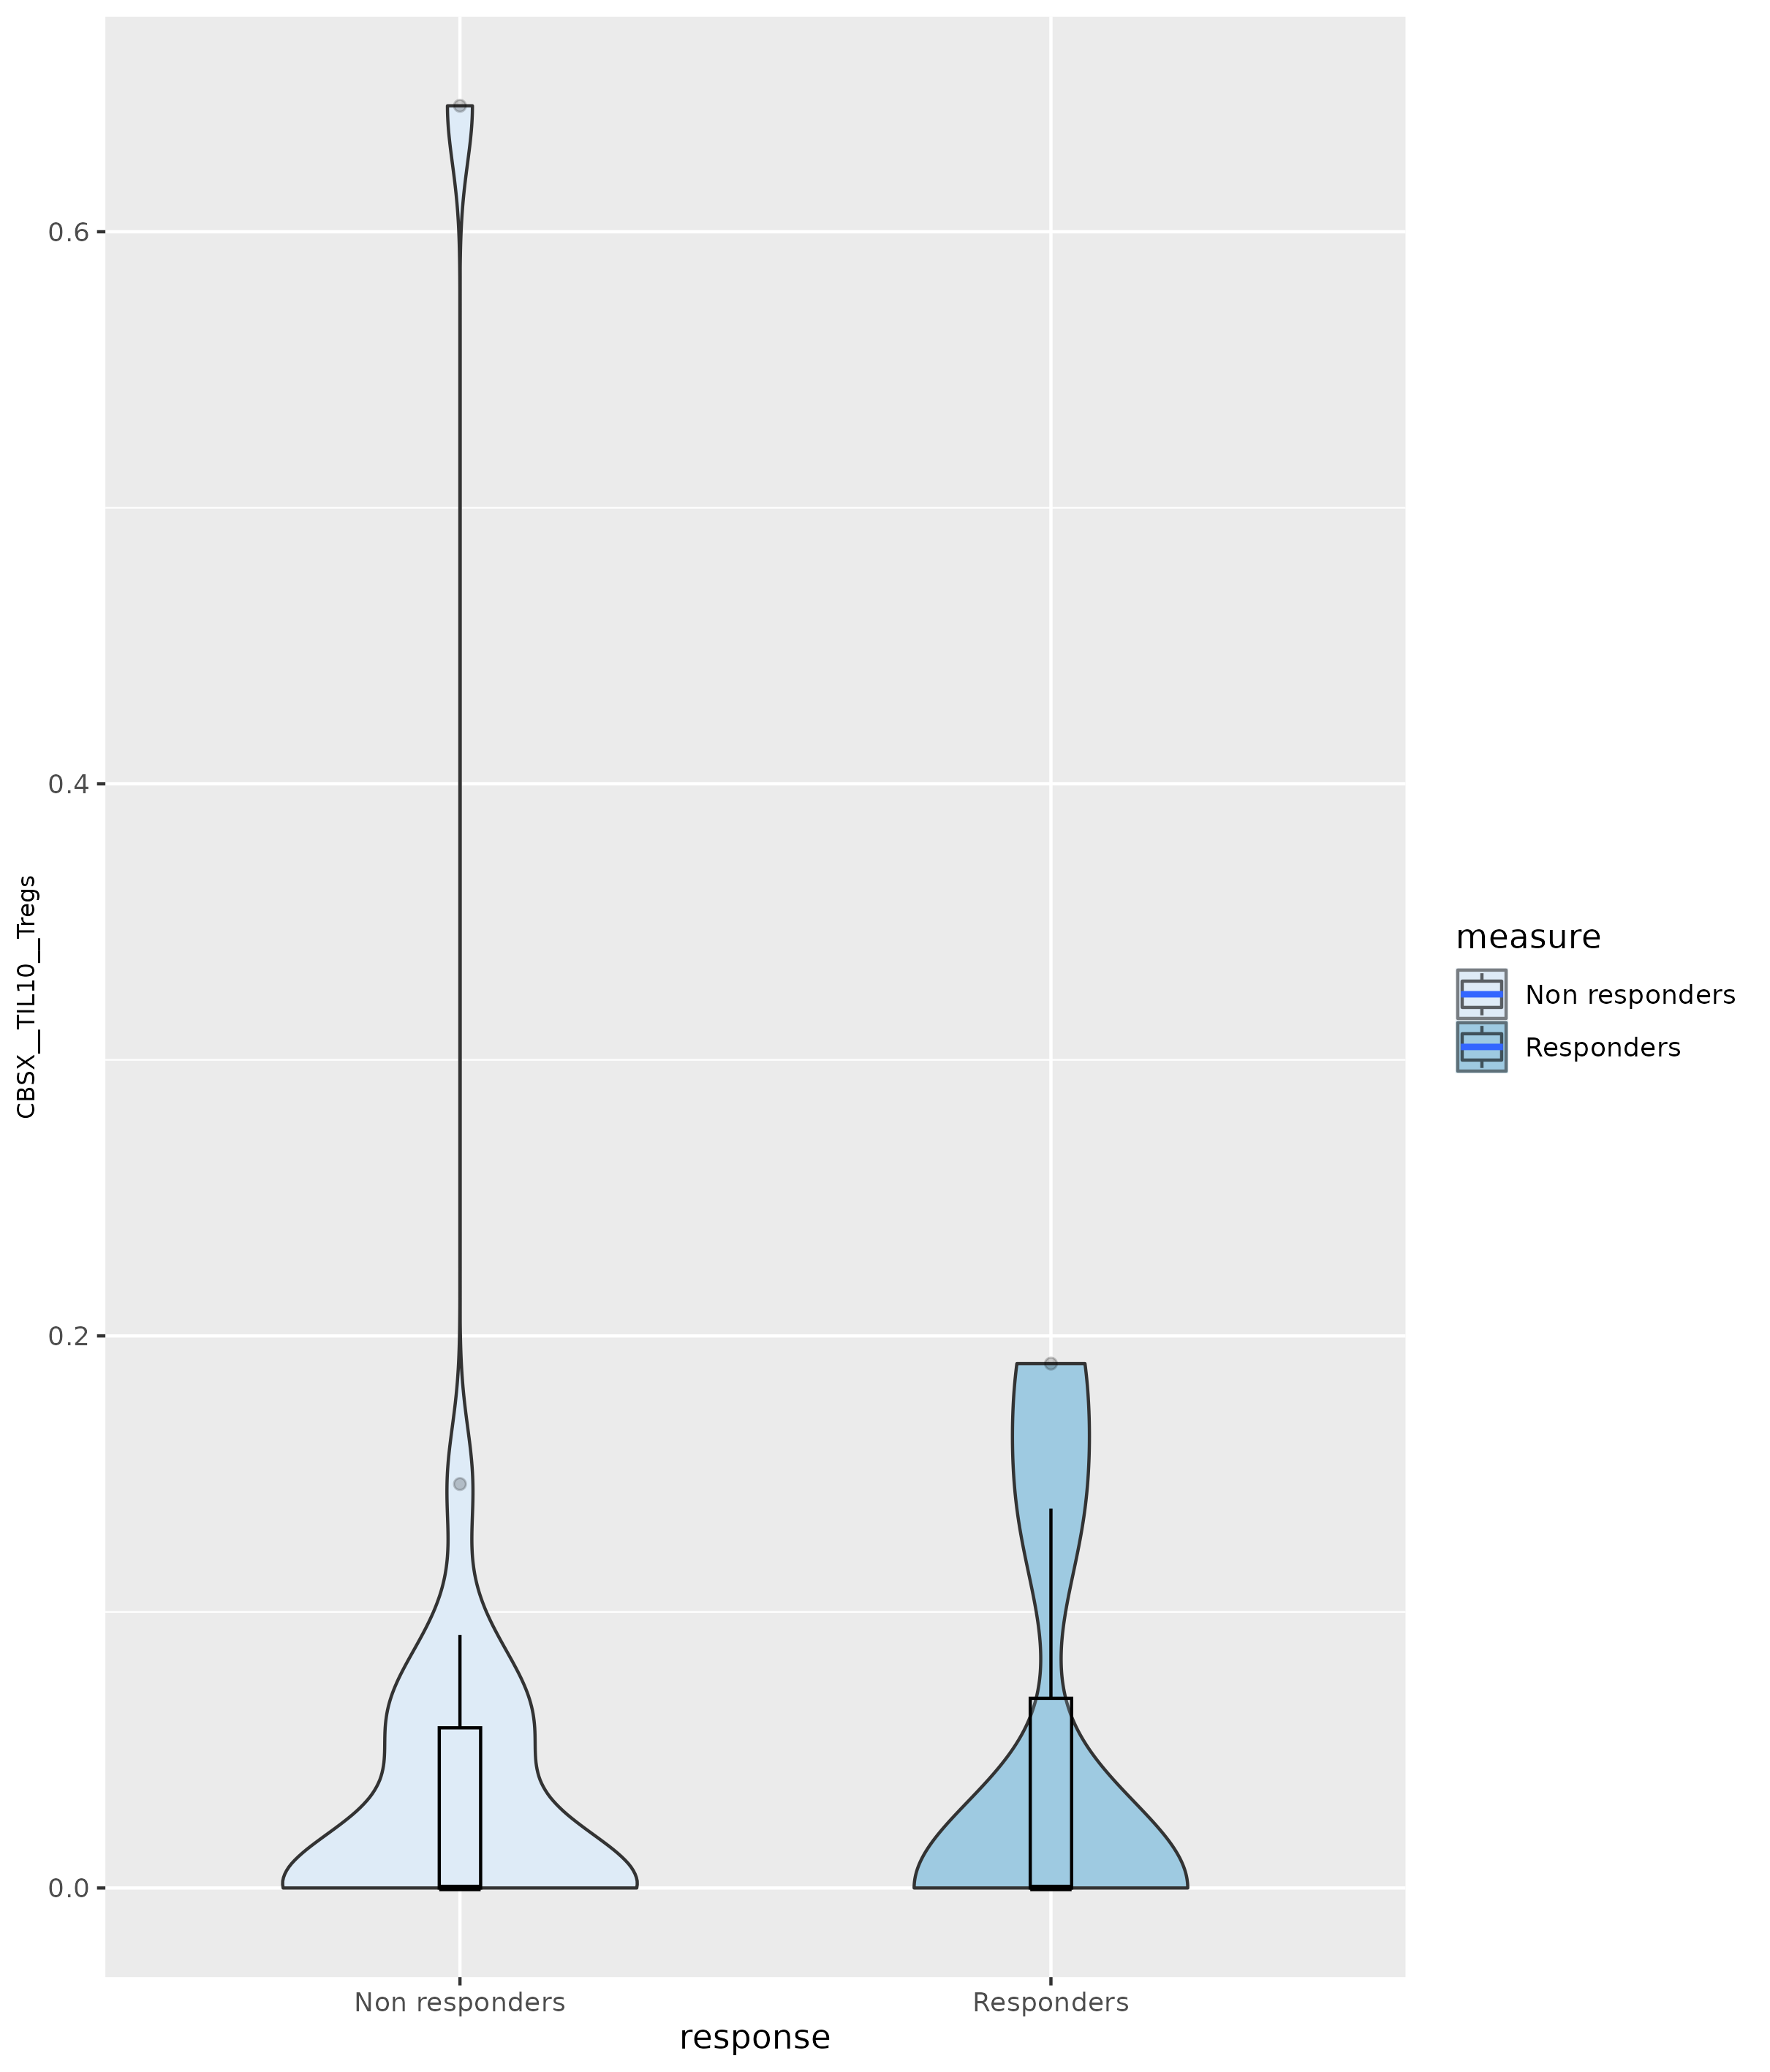 CBSX__TIL10__Tregs
0.6
0.4
0.2
0.0
Non responders
Responders
response
measure
Non responders
Responders